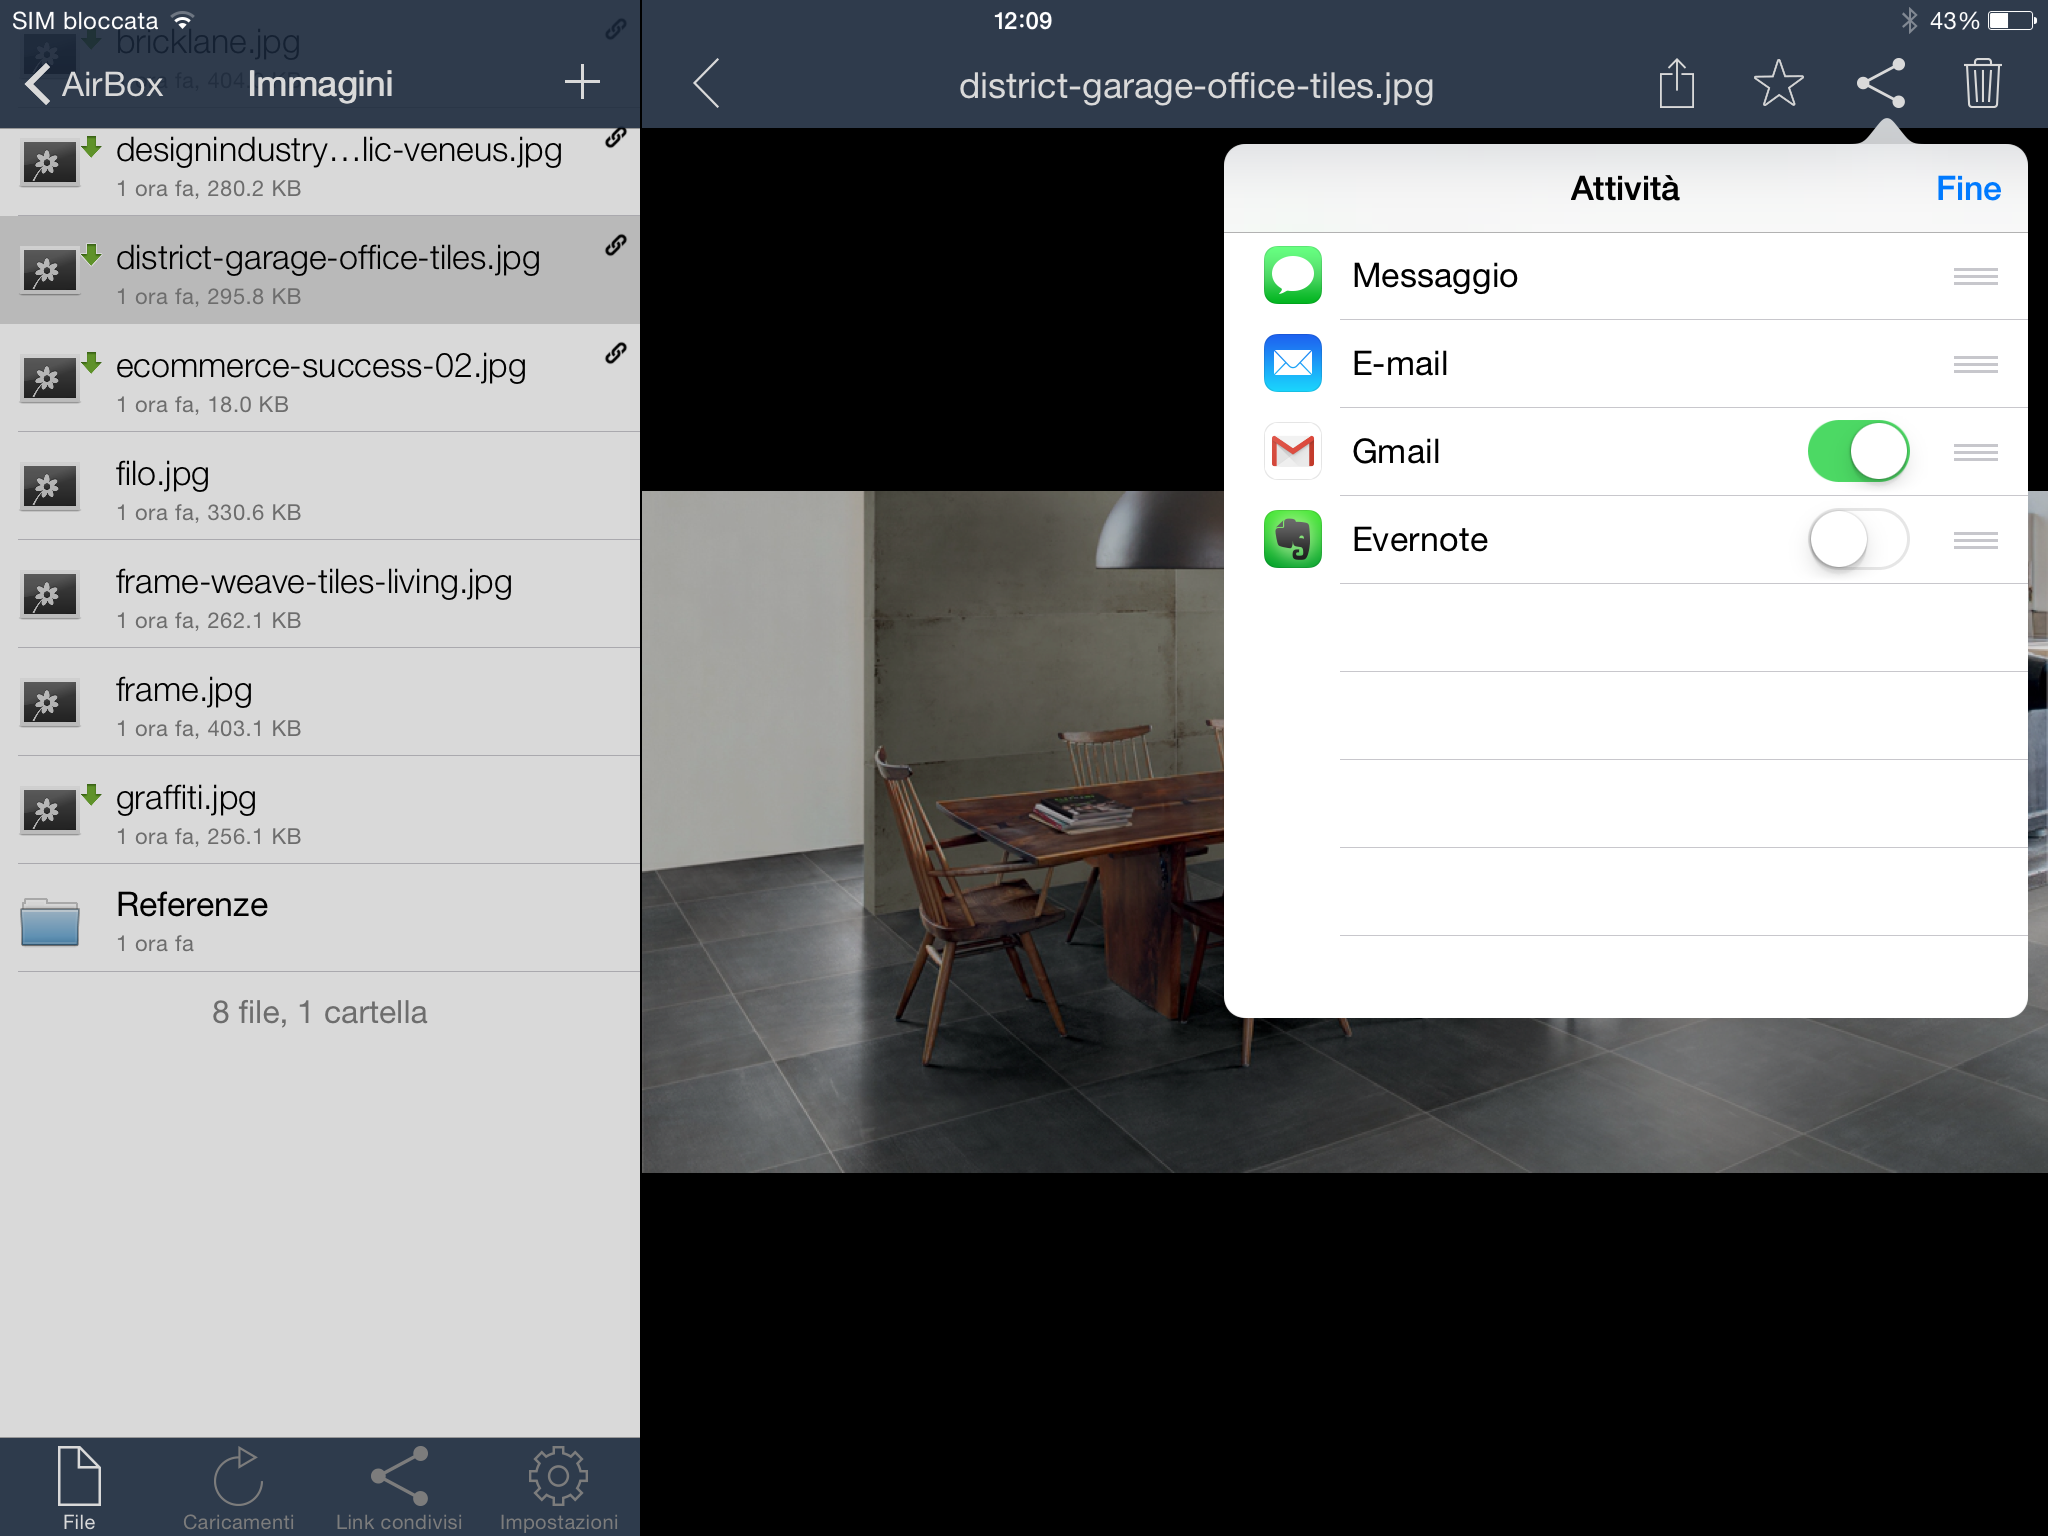 SIM bloccata
12:09
43%
bricklane.jpg
AirBox
Immagini
designindustry...lic-veneus.jpg
1 ora fa, 280.2 KB
district-garage-office-tiles.jpg
1 ora fa, 295.8 KB
ecommerce-success-02.jpg
1 ora fa, 18.0 KB
filo.jpg
1 ora fa, 330.6 KB
frame-weave-tiles-living.jpg
1 ora fa, 262.1 KB
frame.jpg
1 ora fa, 403.1 KB
graffiti.jpg
1 ora fa, 256.1 KB
Referenze
1 ora fa
8 file, 1 cartella
File
Caricamenti
Link condivisi
Impostazioni
district-garage-office-tiles.jpg
Attività
Fine
Messaggio
E-mail
Gmail
Evernote